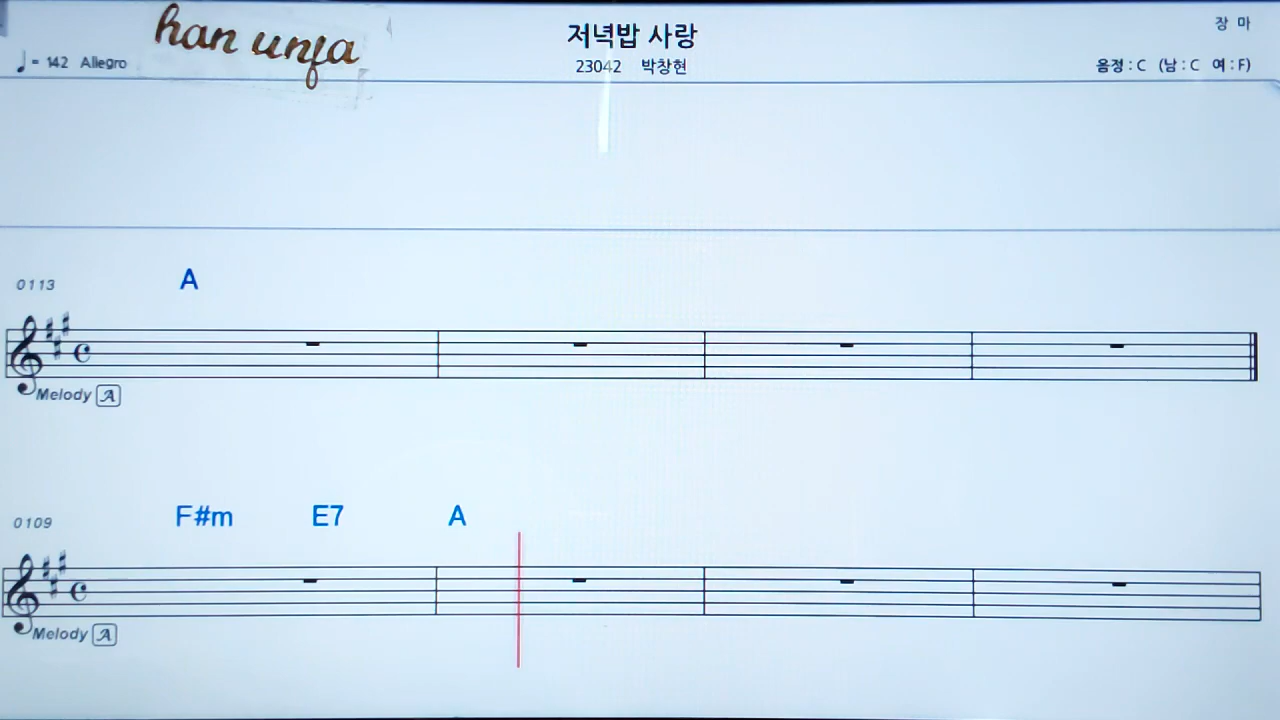 han unfa
저녁밥 사랑
장 마
♩= 142 Allegro
23042 박창현
음정 : C (남 : C 여 : F)
0113
A
Melody A
0109
F#m E7 A
Melody A